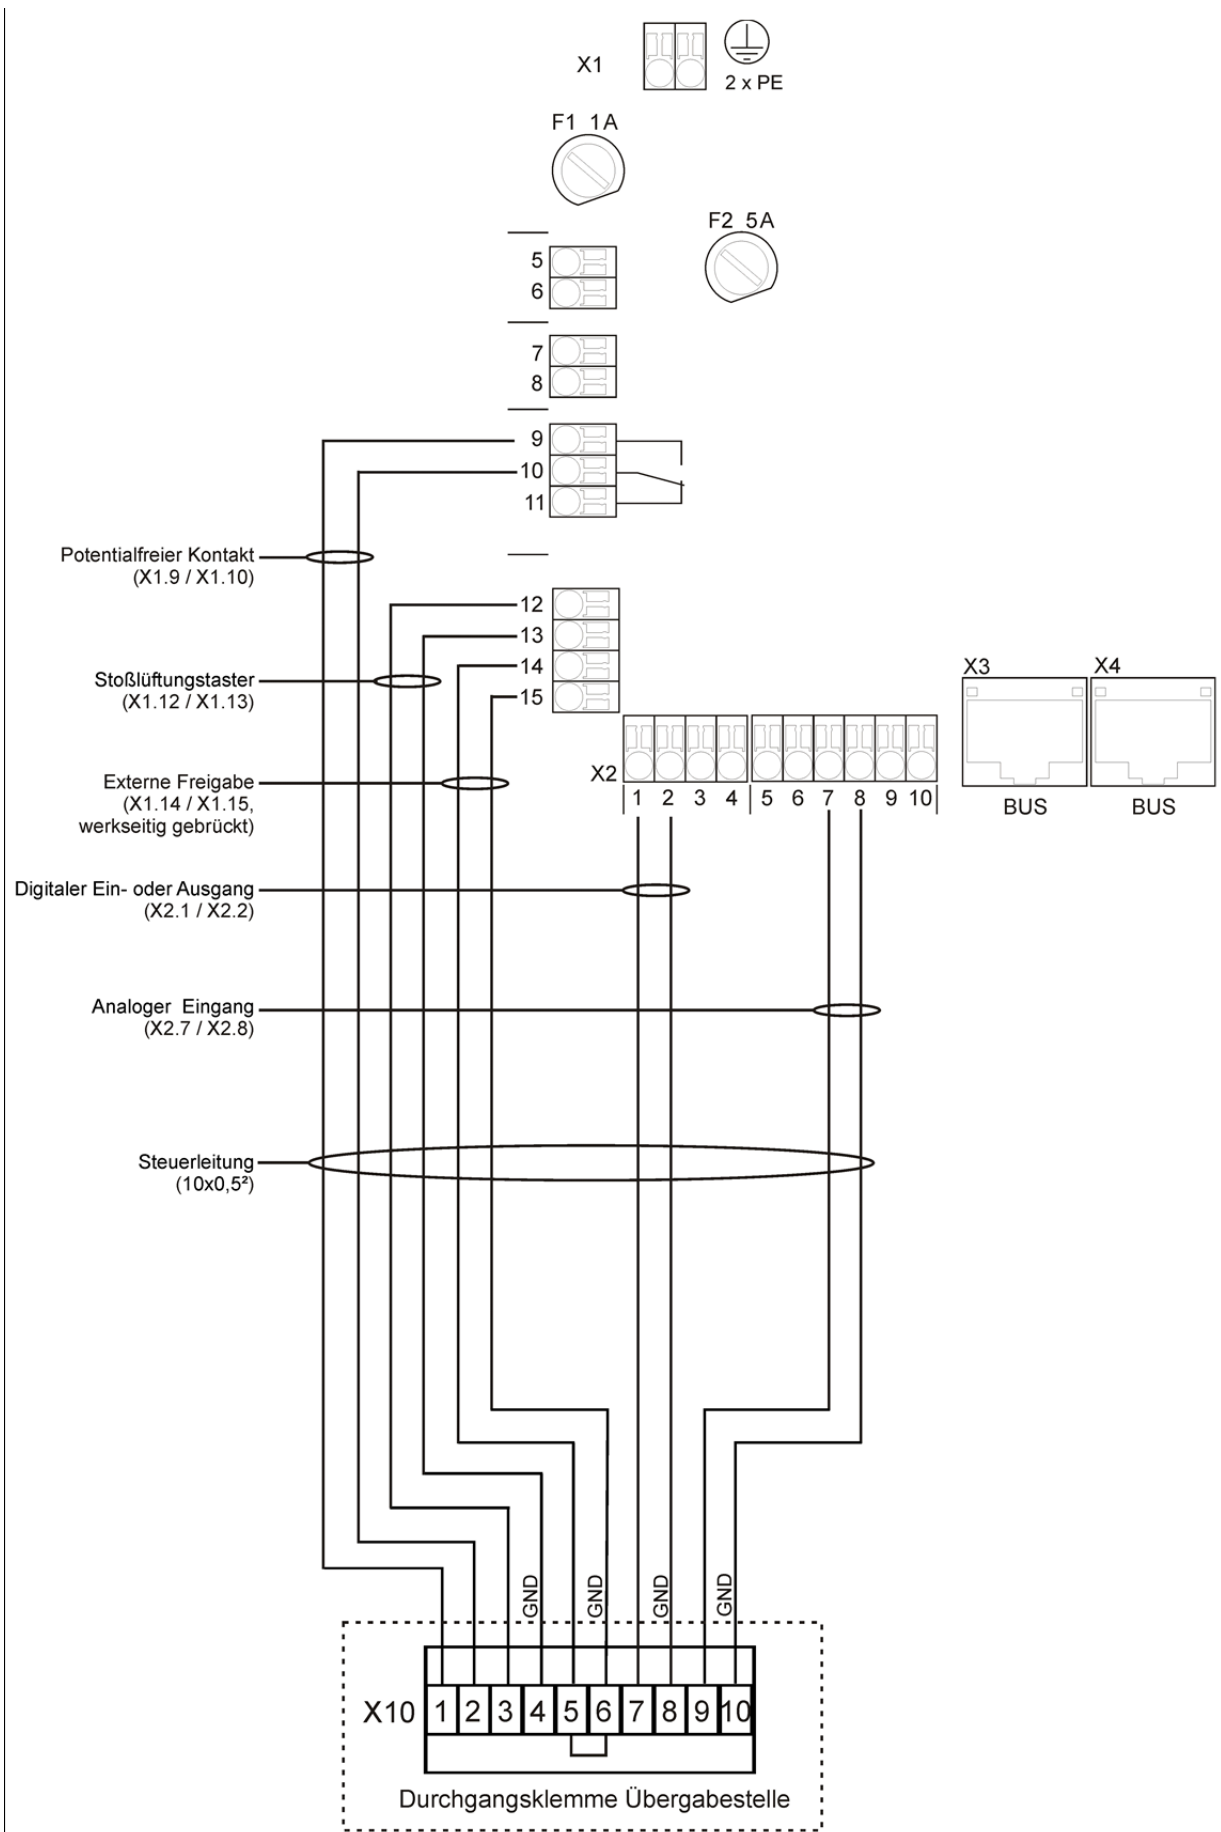 X1
2 x PE
F1 1A
F2 5A
5
6
7
8
9
10
11
Potentialfreier Kontakt
(X1.9 / X1.10)
12
13
14
15
Stoßlüftungstaster
(X1.12 / X1.13)
X3
X4
X2
1 2 3 4 5 6 7 8 9 10
BUS
BUS
Externe Freigabe
(X1.14 / X1.15,
werkseitig gebrückt)
Digitaler Ein- oder Ausgang
(X2.1 / X2.2)
Analoger Eingang
(X2.7 / X2.8)
Steuerleitung
(10x0,5²)
GND
GND
GND
GND
X10 1 2 3 4 5 6 7 8 9 10
Durchgangsklemme Übergabestelle